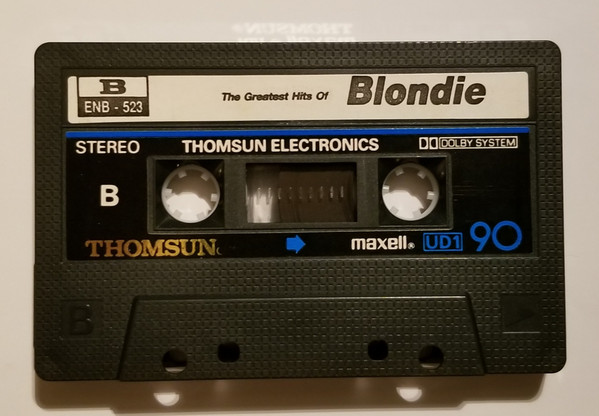 B
ENB - 523
The Greatest Hits Of Blondie
STEREO THOMSUN ELECTRONICS DOLBY SYSTEM
B
THOMSUN maxell® UD1 90
B